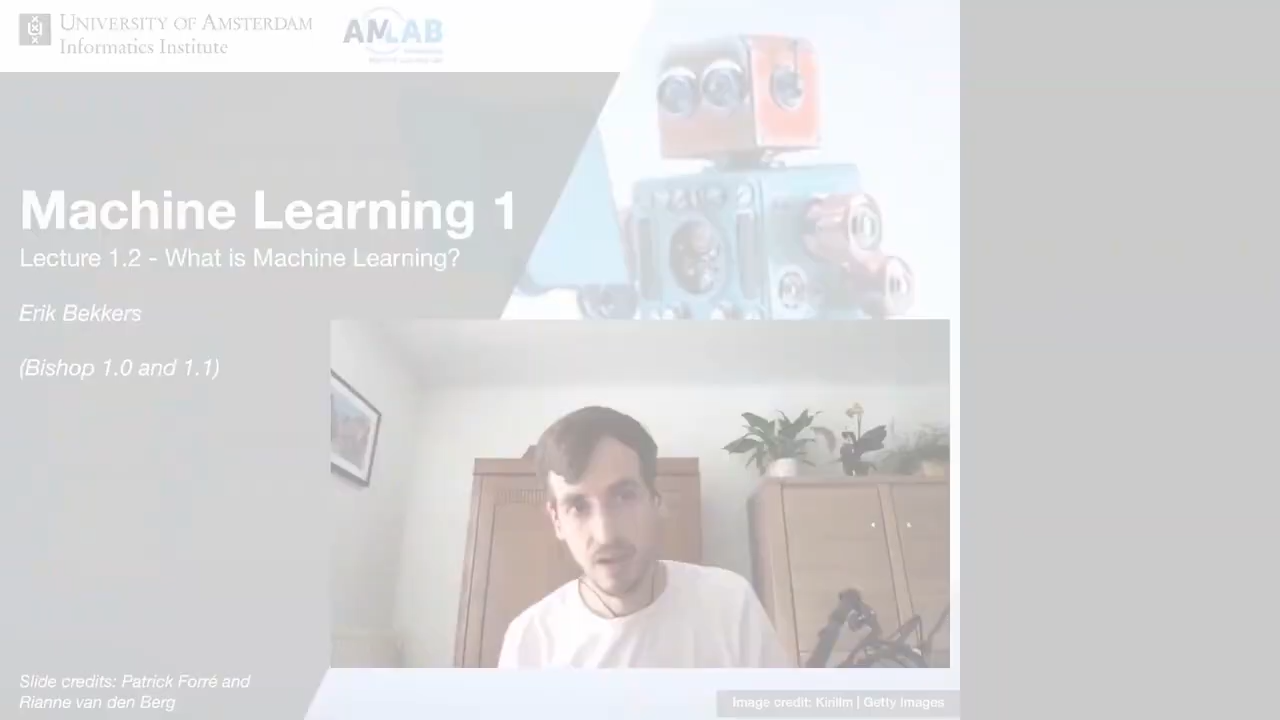 UNIVERSITY OF AMSTERDAM
Informatics Institute
AMLAB
Machine Learning 1
Lecture 1.2 - What is Machine Learning?
Erik Bekkers
(Bishop 1.0 and 1.1)
Slide credits: Patrick Forré and
Rianne van den Berg
Image credit: Kirillm | Getty Images